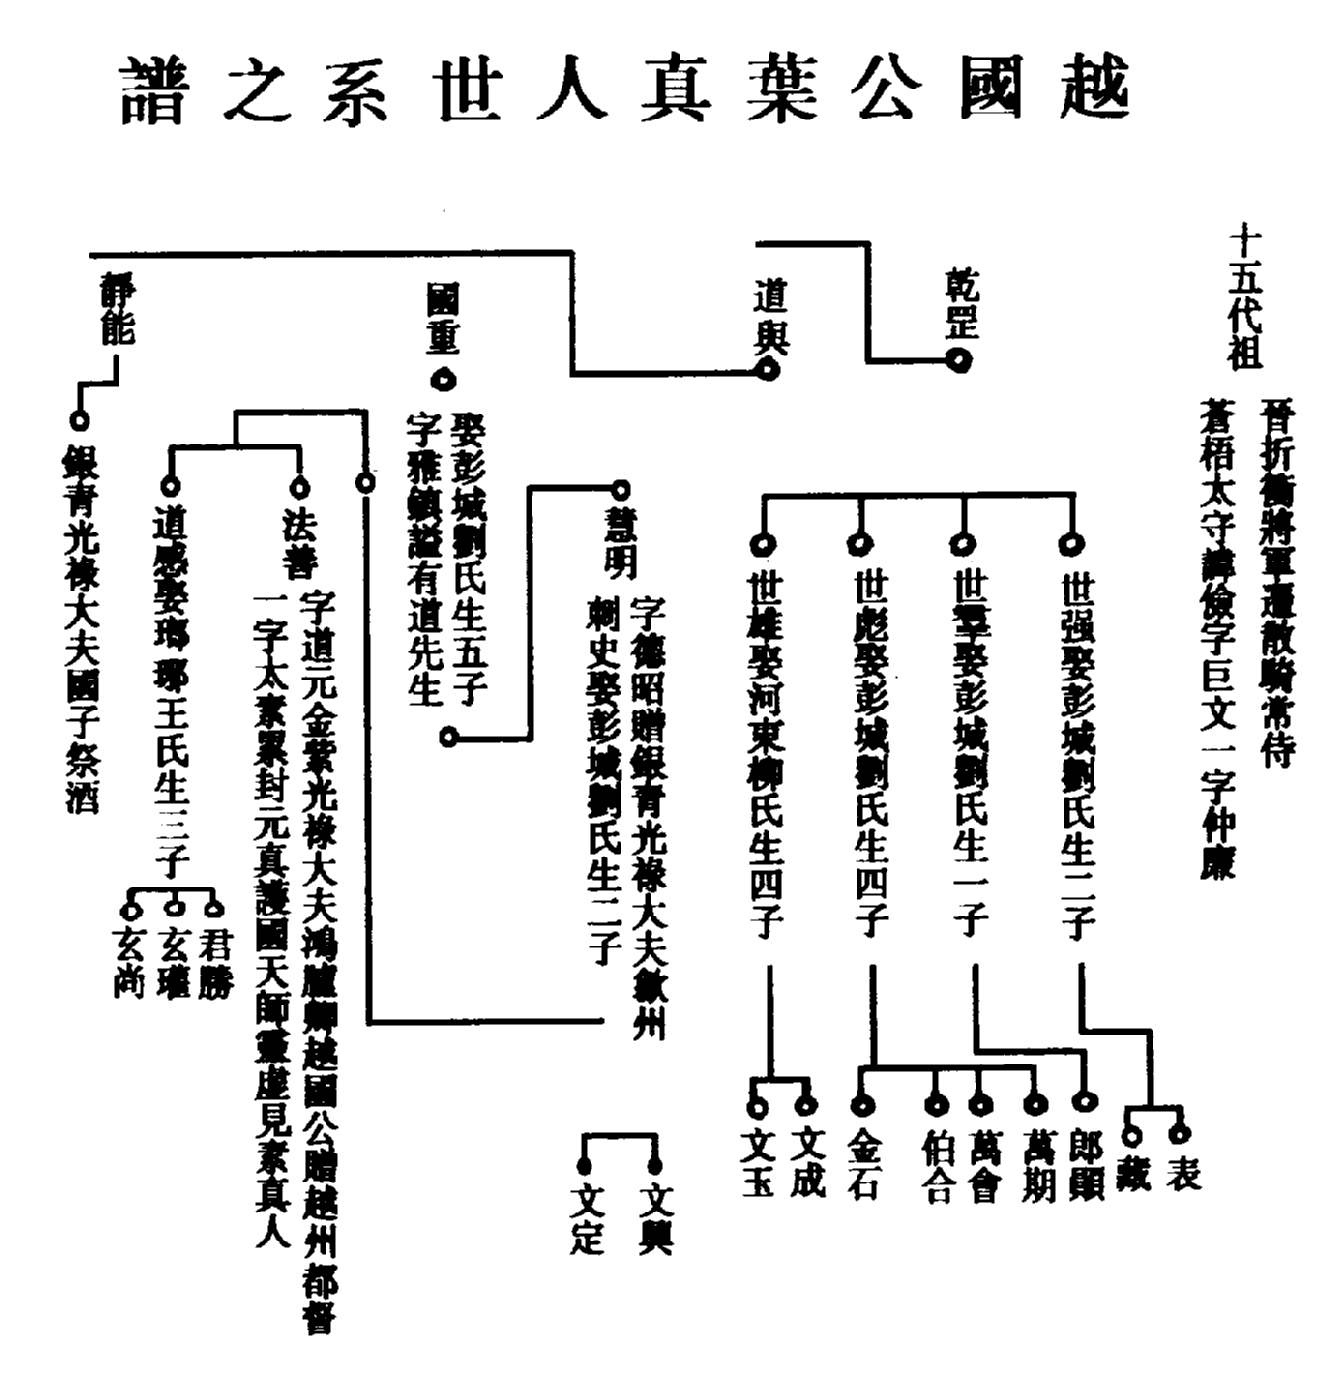 越國公葉真人世系之譜
十五代祖
晉折衝將軍遷散騎常侍
蒼梧太守諱儉字巨文一字仲廉
乾罡
道與
國重
娶彭城劉氏生五子
字雅鎮謚有道先生
靜能
銀青光祿大夫國子祭酒
世强娶彭城劉氏生二子
表
藏
世羣娶彭城劉氏生一子
郎顯
世彪娶彭城劉氏生四子
萬期
萬會
伯合
金石
世雄娶河東柳氏生四子
文成
文玉
文興
文定
慧明
字德昭贈銀青光祿大夫歙州
刺史娶彭城劉氏生二子
法善
字道元金紫光祿大夫鴻臚卿越國公贈越州都督
一字太素累封元真護國天師靈虛見素真人
道感娶瑯琊王氏生三子
君勝
玄瓘
玄尚